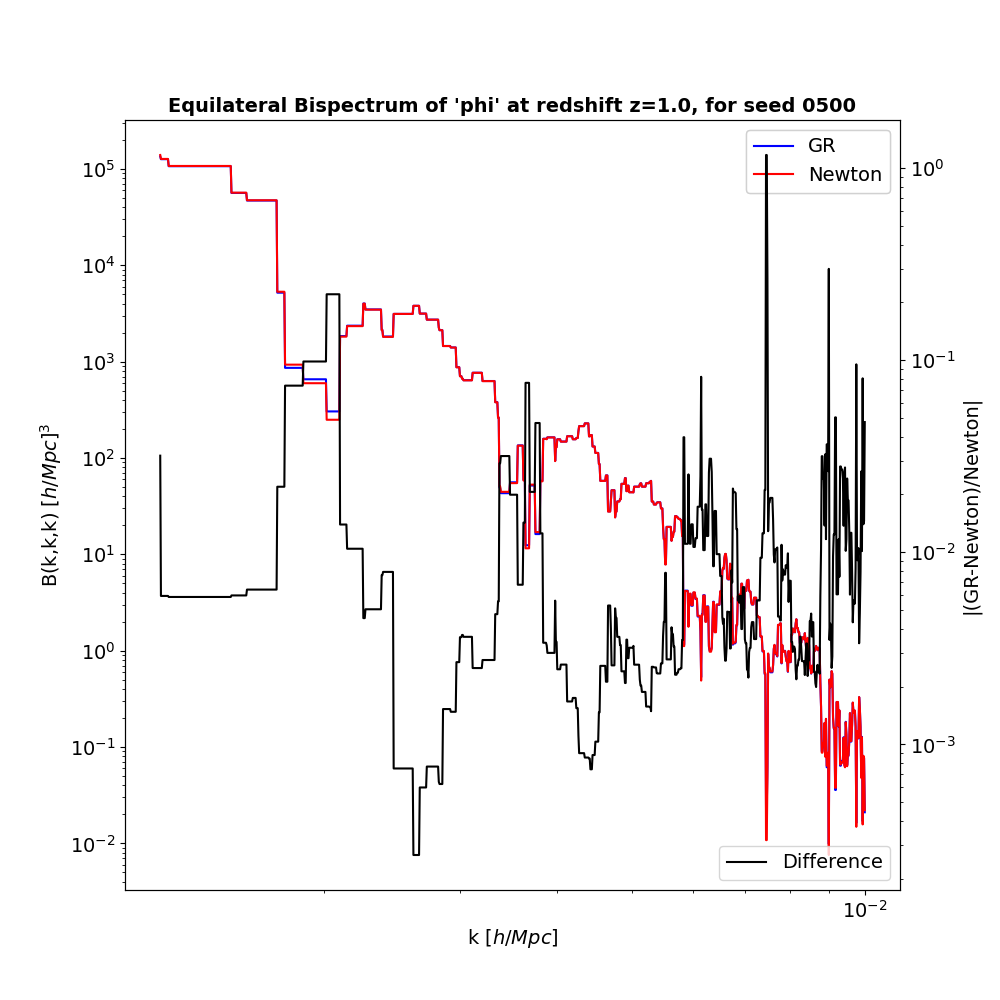 Equilateral Bispectrum of 'phi' at redshift z=1.0, for seed 0500
GR
Newton
10^5
10^4
10^3
10^2
10^1
10^0
10^-1
10^-2
B(k,k,k) [h/Mpc]^3
10^0
10^-1
10^-2
10^-3
|(GR-Newton)/Newton|
Difference
10^-2
k [h/Mpc]